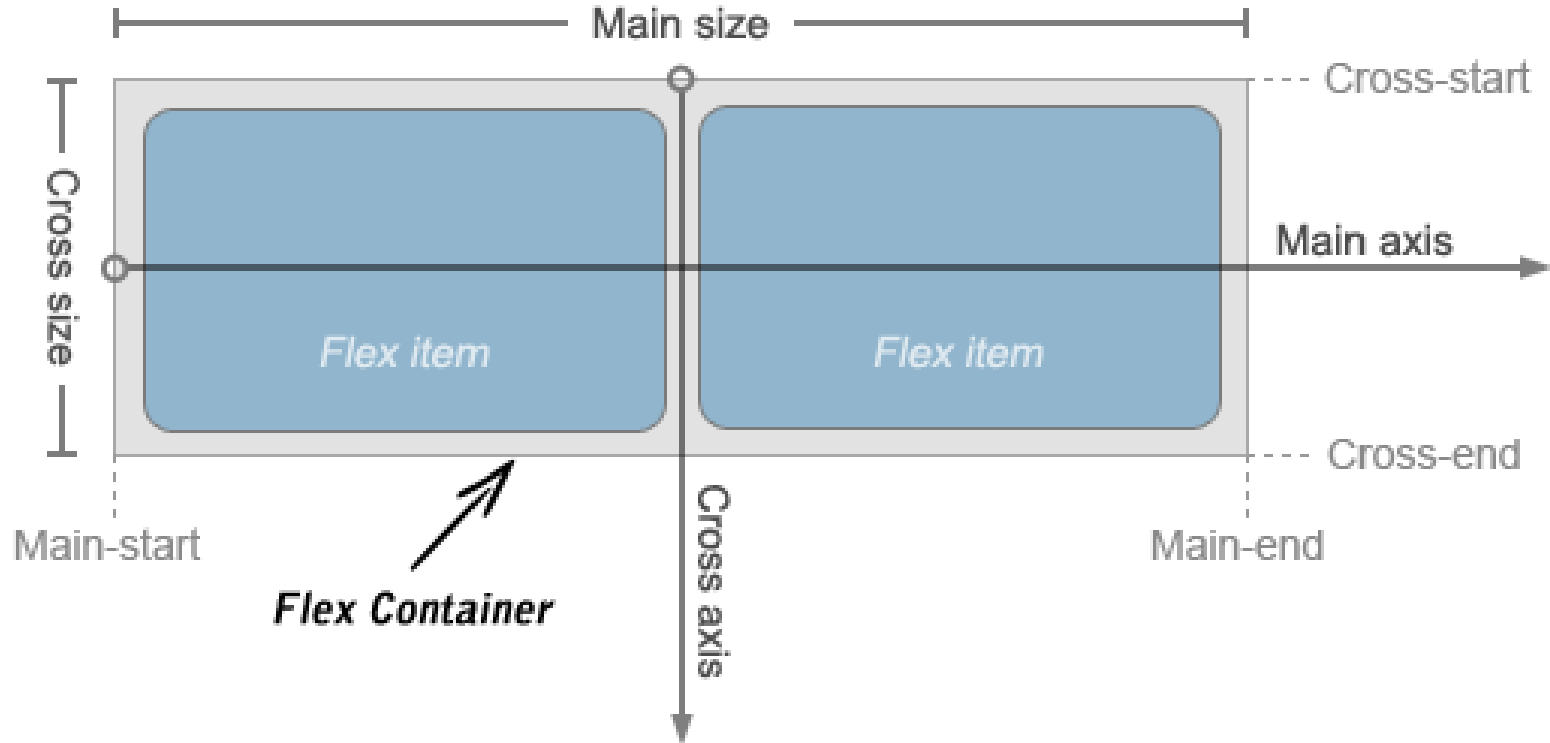 Main size
Cross-start
Cross size
Main axis
Flex item
Flex item
Cross-end
Main-start
Cross axis
Main-end
Flex Container